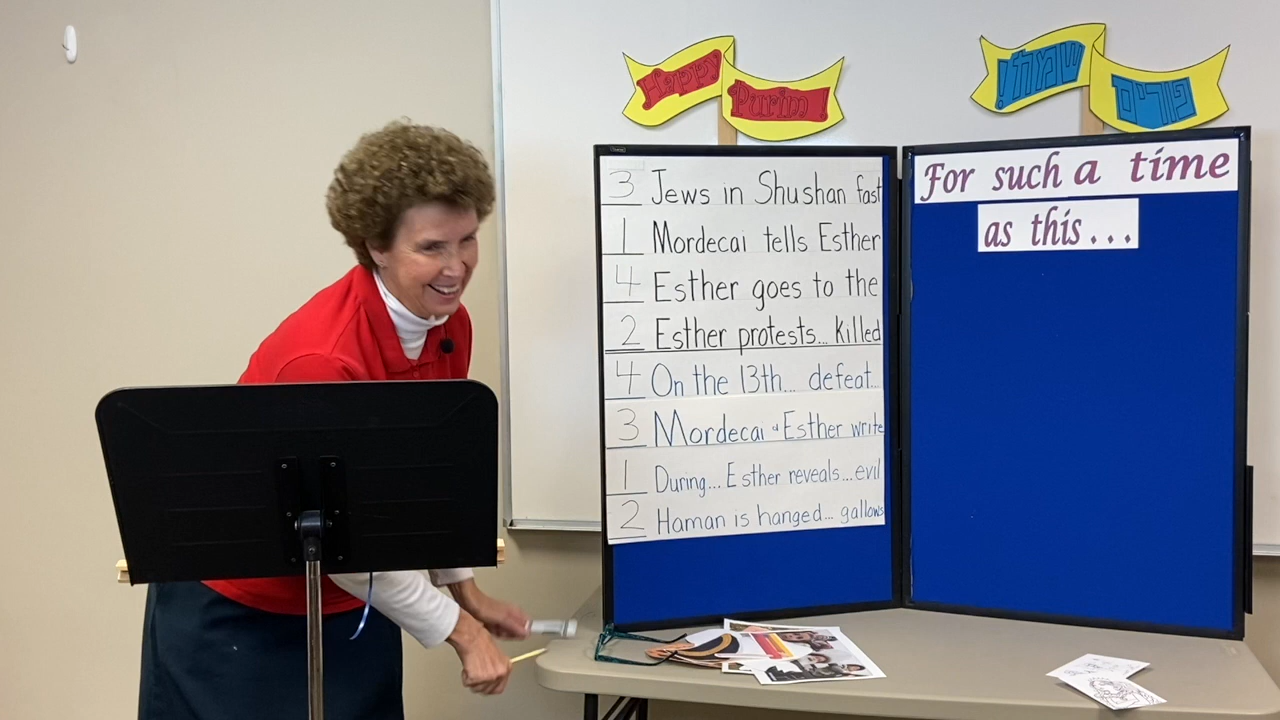 Happy
Purim
שמח!
פורים
3 Jews in Shushan fast
1 Mordecai tells Esther
4 Esther goes to the
2 Esther protests... killed
4 On the 13th... defeat...
3 Mordecai & Esther write
1 During... Esther reveals... evil
2 Haman is hanged... gallows
For such a time
as this...